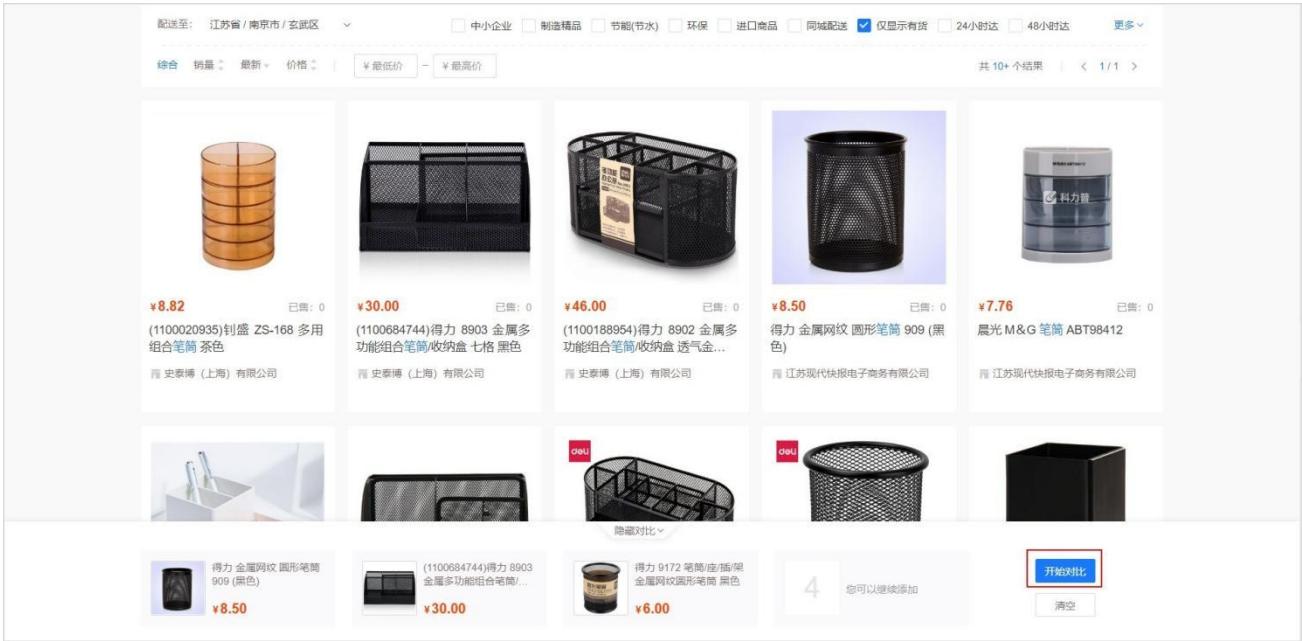 配送至： 江苏省 / 南京市 / 玄武区 中小企业 制造精品 节能(节水) 环保 进口商品 同城配送 仅显示有货 24小时达 48小时达 更多
综合 销量 最新 价格 ¥ 最低价 – ¥ 最高价 共 10+ 个结果 < 1 / 1 >
科力普
¥8.82 已售：0
(1100020935)钊盛 ZS-168 多用
组合笔筒 茶色
史泰博（上海）有限公司
¥30.00 已售：0
(1100684744)得力 8903 金属多
功能组合笔筒/收纳盒 七格 黑色
史泰博（上海）有限公司
¥46.00 已售：0
(1100188954)得力 8902 金属多
功能组合笔筒/收纳盒 透气金...
史泰博（上海）有限公司
¥8.50 已售：0
得力 金属网纹 圆形笔筒 909 (黑
色)
江苏现代快报电子商务有限公司
¥7.76 已售：0
晨光 M&G 笔筒 ABT98412
江苏现代快报电子商务有限公司
deli
deli
隐藏对比
得力 金属网纹 圆形笔筒
909 (黑色)
¥8.50
(1100684744)得力 8903
金属多功能组合笔筒/...
¥30.00
得力 9172 笔筒/座/插/架
金属网纹圆形笔筒 黑色
¥6.00
4 您可以继续添加
开始对比
清空